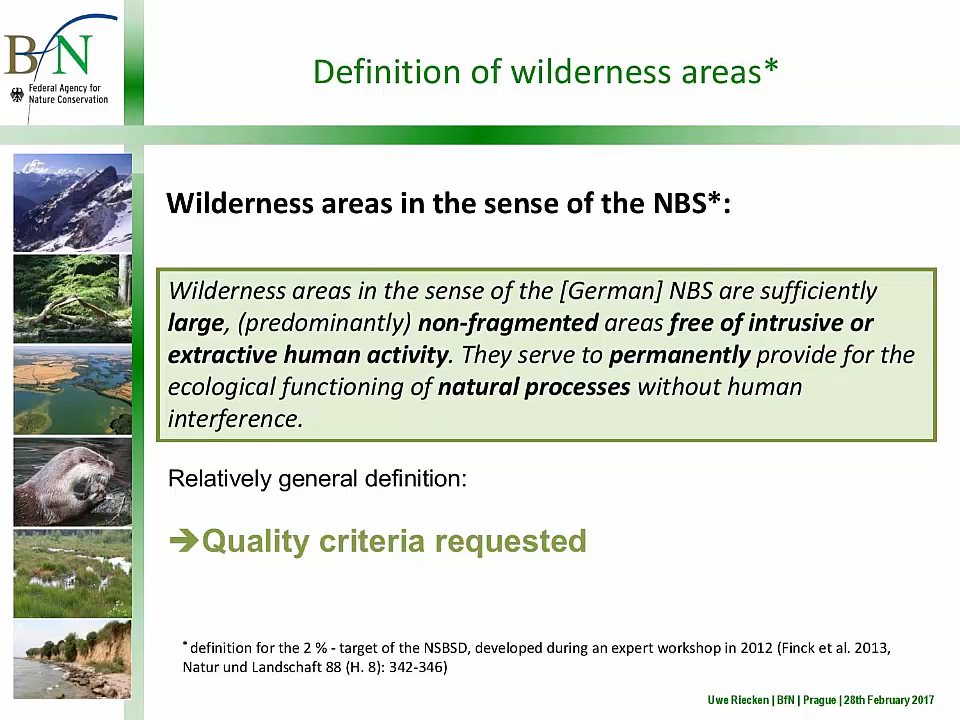 BfN
Federal Agency for
Nature Conservation
Definition of wilderness areas*
Wilderness areas in the sense of the NBS*:
Wilderness areas in the sense of the [German] NBS are sufficiently
large, (predominantly) non-fragmented areas free of intrusive or
extractive human activity. They serve to permanently provide for the
ecological functioning of natural processes without human
interference.
Relatively general definition:
➔Quality criteria requested
* definition for the 2 % - target of the NSBSD, developed during an expert workshop in 2012 (Finck et al. 2013,
Natur und Landschaft 88 (H. 8): 342-346)
Uwe Riecken | BfN | Prague | 28th February 2017